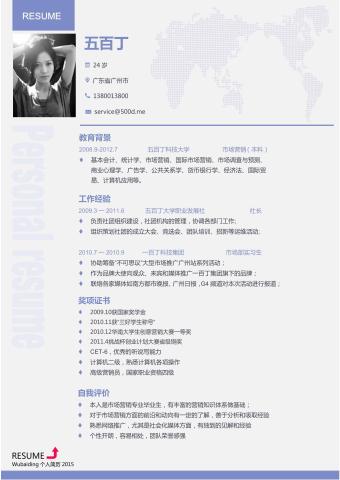 RESUME
五百丁
24 岁
广东省广州市
1380013800
service@500d.me
Personal resume
教育背景
2008.9-2012.7 五百丁科技大学 市场营销（本科）
基本会计、统计学、市场营销、国际市场营销、市场调查与预测、
商业心理学、广告学、公共关系学、货币银行学、经济法、国际贸
易、计算机应用等。
工作经验
2009.3 — 2011.6 五百丁大学职业发展社 社长
负责社团组织建设，社团机构的管理，协调各部门工作;
组织策划社团的成立大会、竞选会、团队培训、招新等运维活动;
2010.7 — 2010.9 一百丁科技集团 市场部实习生
协助筹备"不可思议"大型市场推广广州站系列活动；
作为品牌大使向观众、来宾和媒体推广一百丁集团旗下的品牌；
联络各家媒体如南方都市晚报, 广州日报 , G4 频道对本次活动进行报道；
奖项证书
2009.10获国家奖学金
2010.11获"三好学生称号"
2010.12华南大学生创意营销大赛一等奖
2011.4挑战杯创业计划大赛省级铜奖
CET-6，优秀的听说写能力
计算机二级，熟悉计算机各项操作
高级营销员，国家职业资格四级
自我评价
本人是市场营销专业毕业生，有丰富的营销知识体系做基础；
对于市场营销方面的前沿和动向有一定的了解，善于分析和吸取经验
熟悉网络推广，尤其是社会化媒体方面，有独到的见解和经验
个性开朗，容易相处，团队荣誉感强
RESUME
Wubaiding 个人简历 2015